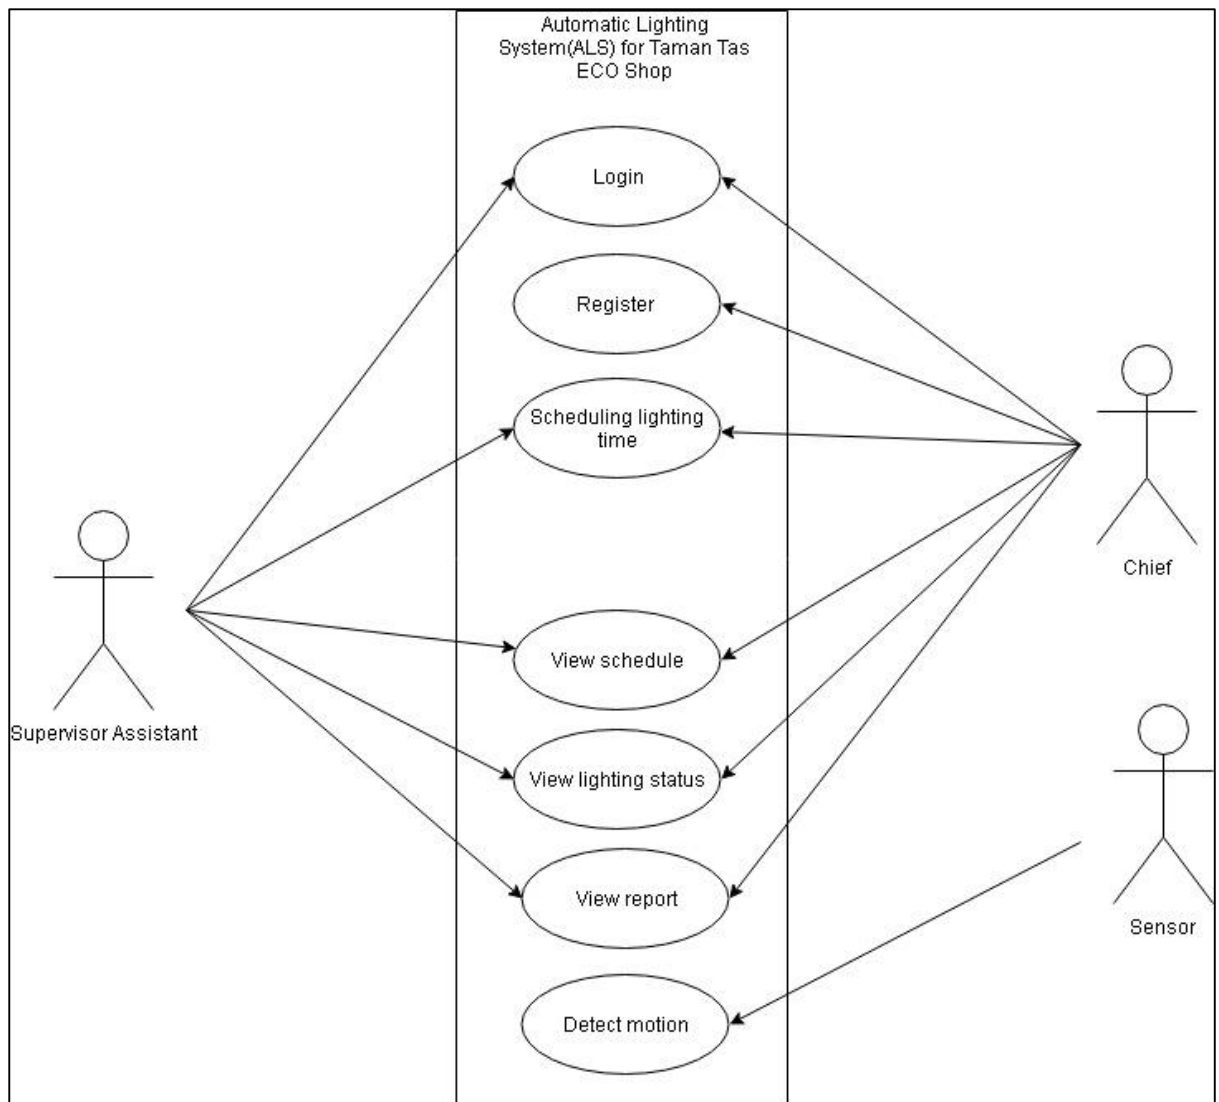 Automatic Lighting
System(ALS) for Taman Tas
ECO Shop
Login
Register
Scheduling lighting
time
Chief
View schedule
Supervisor Assistant
View lighting status
View report
Sensor
Detect motion